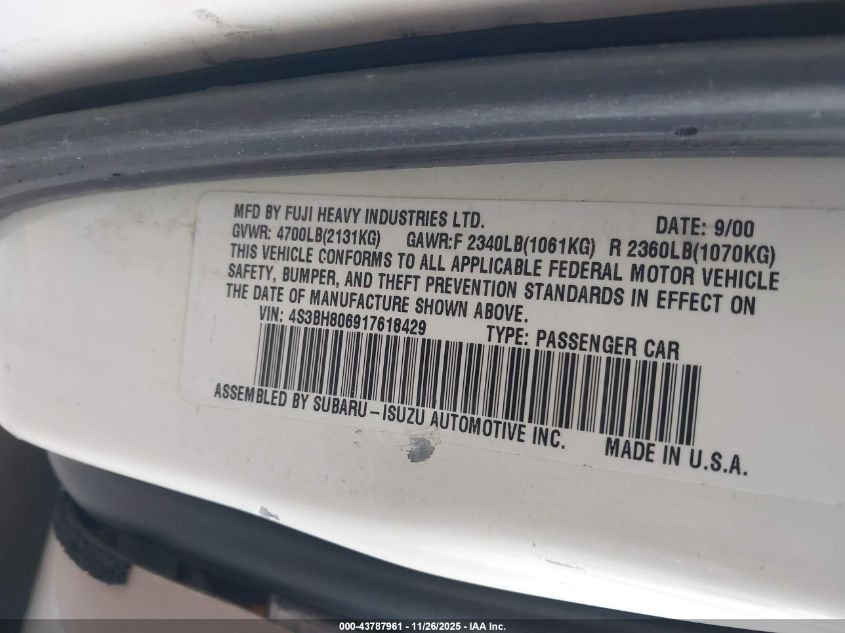 MFD BY FUJI HEAVY INDUSTRIES LTD. DATE: 9/00
GVWR: 4700LB(2131KG) GAWR:F 2340LB(1061KG) R 2360LB(1070KG)
THIS VEHICLE CONFORMS TO ALL APPLICABLE FEDERAL MOTOR VEHICLE
SAFETY, BUMPER, AND THEFT PREVENTION STANDARDS IN EFFECT ON
THE DATE OF MANUFACTURE SHOWN ABOVE.
VIN: 4S3BH806917618429 TYPE: PASSENGER CAR
ASSEMBLED BY SUBARU-ISUZU AUTOMOTIVE INC. MADE IN U.S.A.
000-43787961 - 11/26/2025 - IAA Inc.